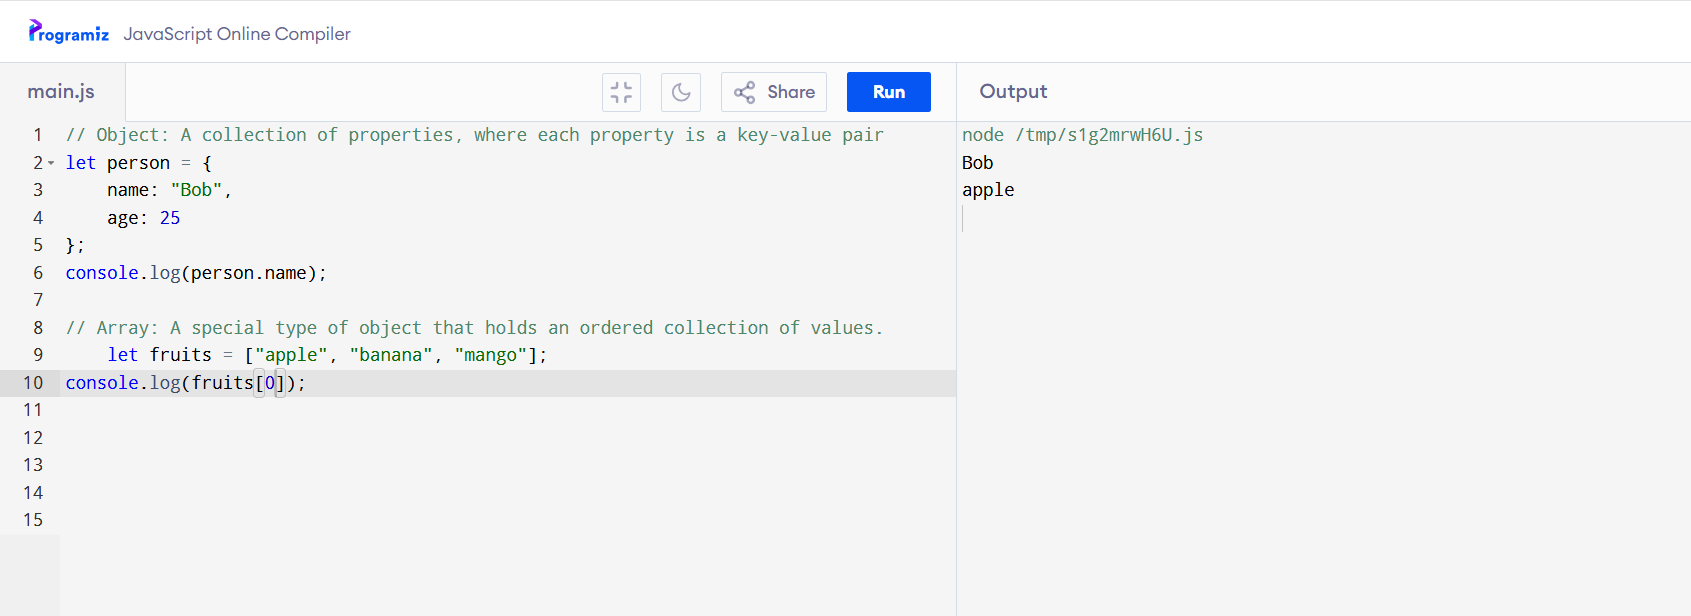 Programiz JavaScript Online Compiler
main.js
Share
Run
Output
1 // Object: A collection of properties, where each property is a key-value pair
2 let person = {
3     name: "Bob",
4     age: 25
5 };
6 console.log(person.name);
7
8 // Array: A special type of object that holds an ordered collection of values.
9     let fruits = ["apple", "banana", "mango"];
10 console.log(fruits[0]);
11
12
13
14
15
node /tmp/s1g2mrwH6U.js
Bob
apple